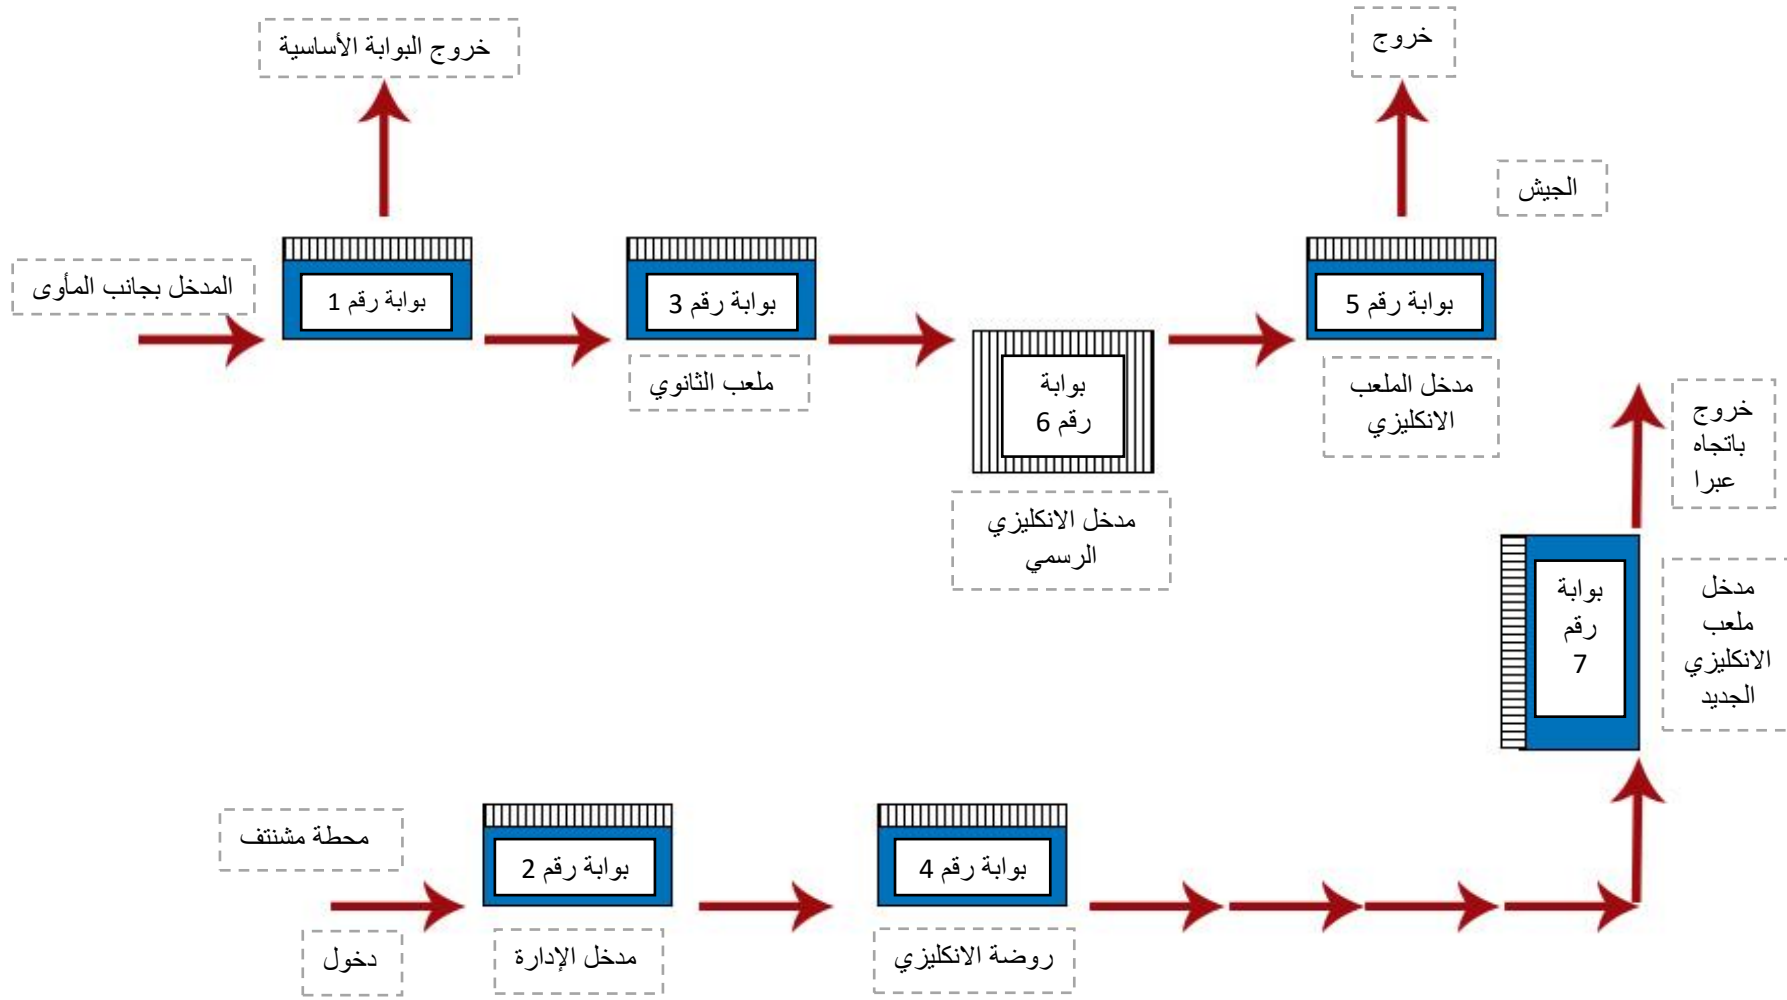 خروج البوابة الأساسية
خروج
الجيش
المدخل بجانب المأوى
بوابة رقم 1
بوابة رقم 3
ملعب الثانوي
بوابة
رقم 6
مدخل الانكليزي
الرسمي
بوابة رقم 5
مدخل الملعب
الانكليزي
خروج
باتجاه
عبرا
بوابة
رقم
7
مدخل
ملعب
الانكليزي
الجديد
محطة مشنتف
دخول
بوابة رقم 2
مدخل الإدارة
بوابة رقم 4
روضة الانكليزي